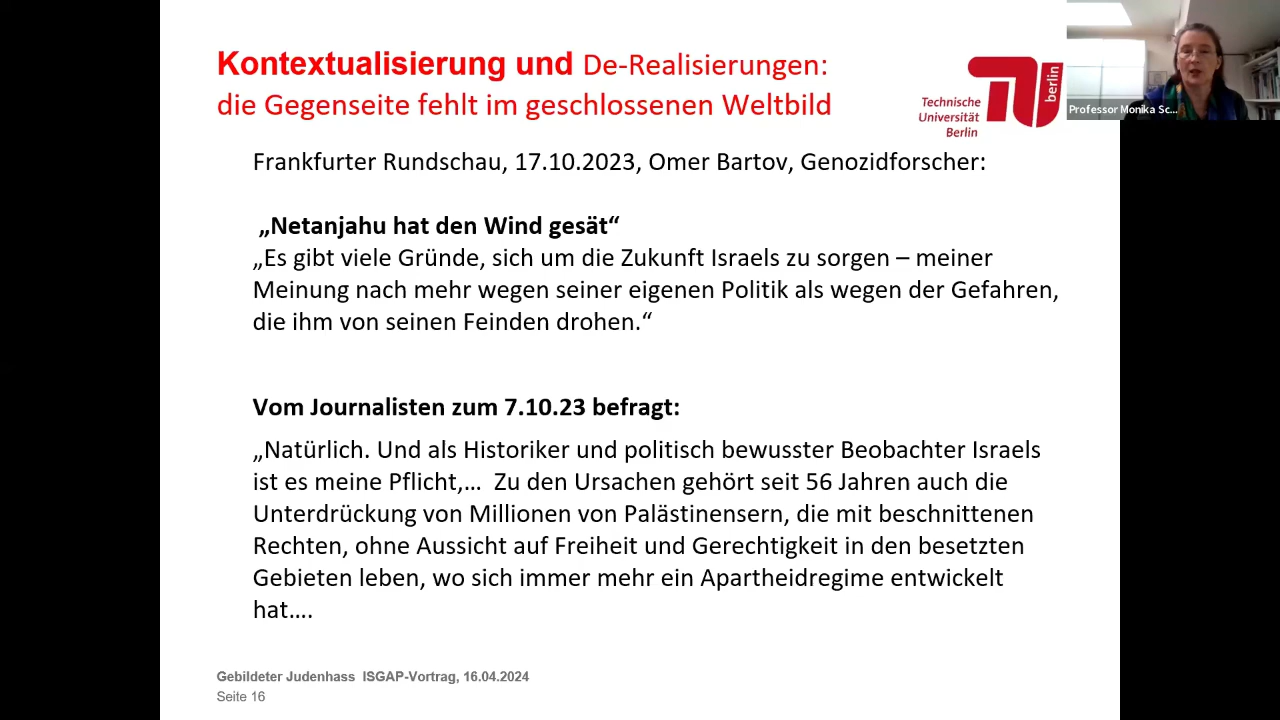 Kontextualisierung und De-Realisierungen:
die Gegenseite fehlt im geschlossenen Weltbild
Technische
Universität
Berlin
berlin
Professor Monika Sc...
Frankfurter Rundschau, 17.10.2023, Omer Bartov, Genozidforscher:
„Netanjahu hat den Wind gesät“
„Es gibt viele Gründe, sich um die Zukunft Israels zu sorgen – meiner
Meinung nach mehr wegen seiner eigenen Politik als wegen der Gefahren,
die ihm von seinen Feinden drohen.“
Vom Journalisten zum 7.10.23 befragt:
„Natürlich. Und als Historiker und politisch bewusster Beobachter Israels
ist es meine Pflicht,… Zu den Ursachen gehört seit 56 Jahren auch die
Unterdrückung von Millionen von Palästinensern, die mit beschnittenen
Rechten, ohne Aussicht auf Freiheit und Gerechtigkeit in den besetzten
Gebieten leben, wo sich immer mehr ein Apartheidregime entwickelt
hat….
Gebildeter Judenhass ISGAP-Vortrag, 16.04.2024
Seite 16